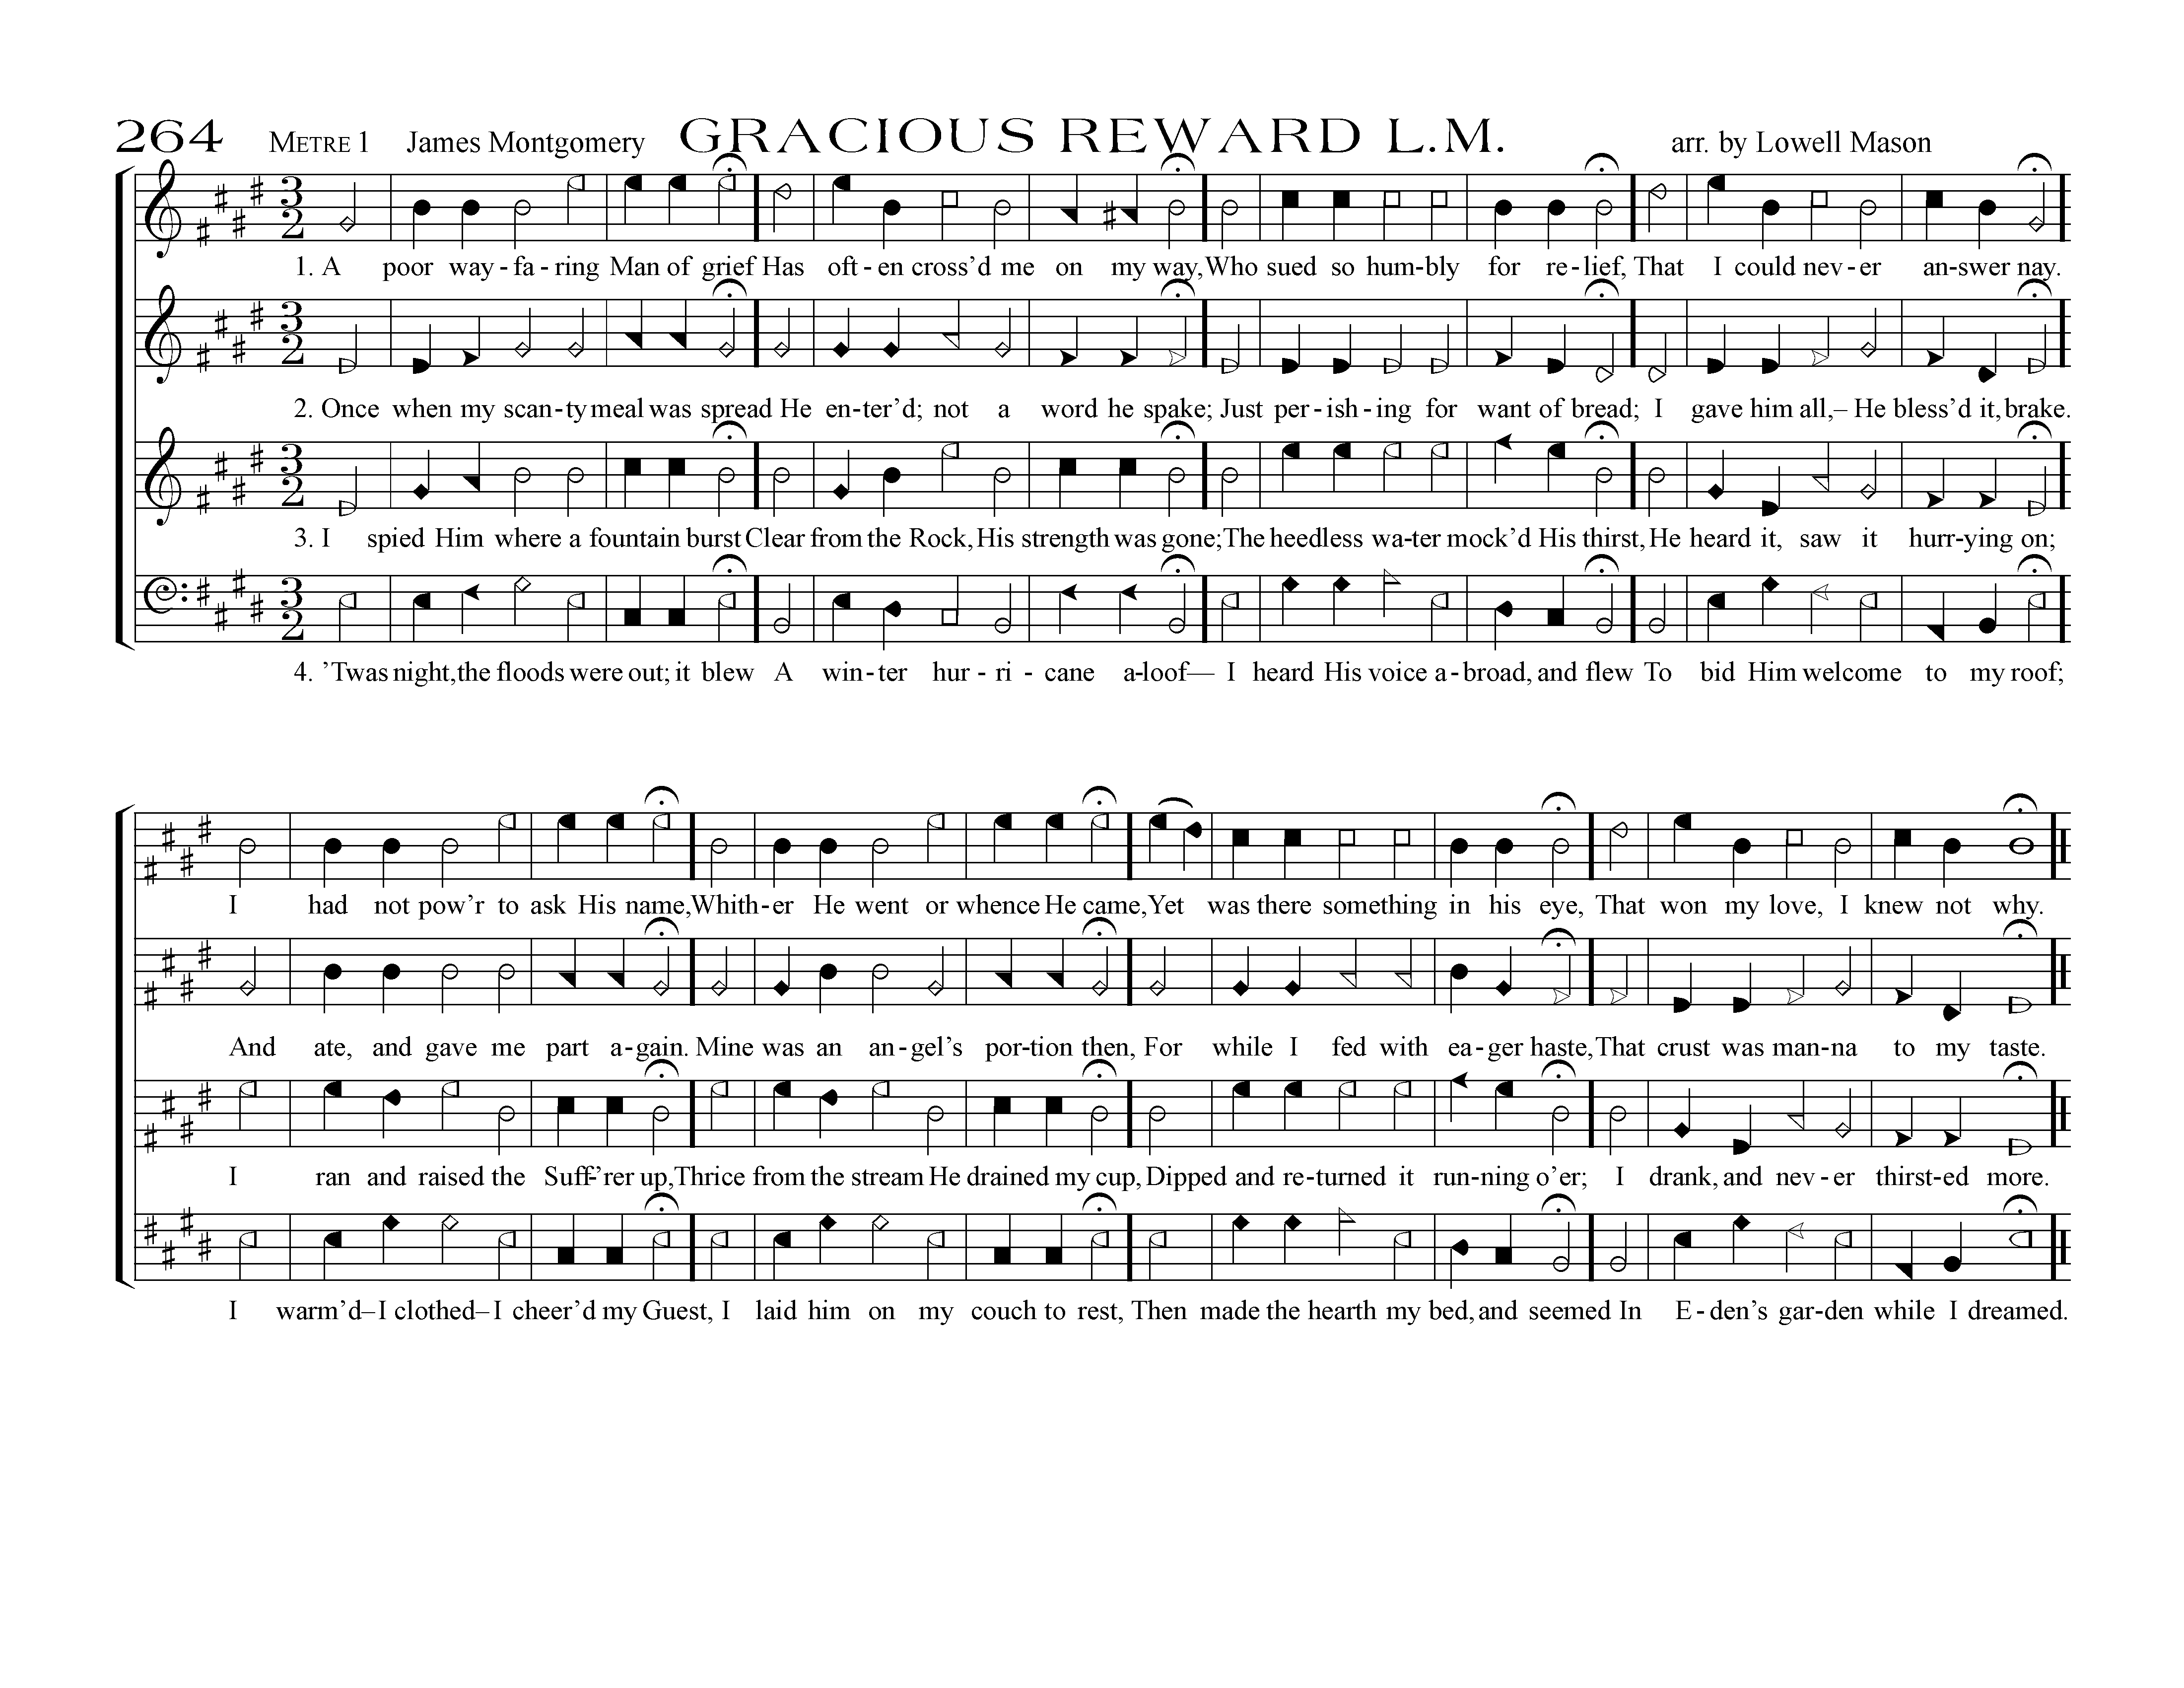 264 METRE 1 James Montgomery GRACIOUS REWARD L.M. arr. by Lowell Mason
1. A poor way-fa-ring Man of grief Has oft-en cross’d me on my way, Who sued so hum-bly for re-lief, That I could nev-er an-swer nay.
2. Once when my scan-ty meal was spread He en-ter’d; not a word he spake; Just per-ish-ing for want of bread; I gave him all,– He bless’d it, brake.
3. I spied Him where a fountain burst Clear from the Rock, His strength was gone; The heedless wa-ter mock’d His thirst, He heard it, saw it hurr-ying on;
4. ’Twas night, the floods were out; it blew A win-ter hur-ri-cane a-loof— I heard His voice a-broad, and flew To bid Him welcome to my roof;
I had not pow’r to ask His name, Whith-er He went or whence He came, Yet was there something in his eye, That won my love, I knew not why.
And ate, and gave me part a-gain. Mine was an an-gel’s por-tion then, For while I fed with ea-ger haste, That crust was man-na to my taste.
I ran and raised the Suff-’rer up, Thrice from the stream He drained my cup, Dipped and re-turned it run-ning o’er; I drank, and nev-er thirst-ed more.
I warm’d–I clothed–I cheer’d my Guest, I laid him on my couch to rest, Then made the hearth my bed, and seemed In E-den’s gar-den while I dreamed.